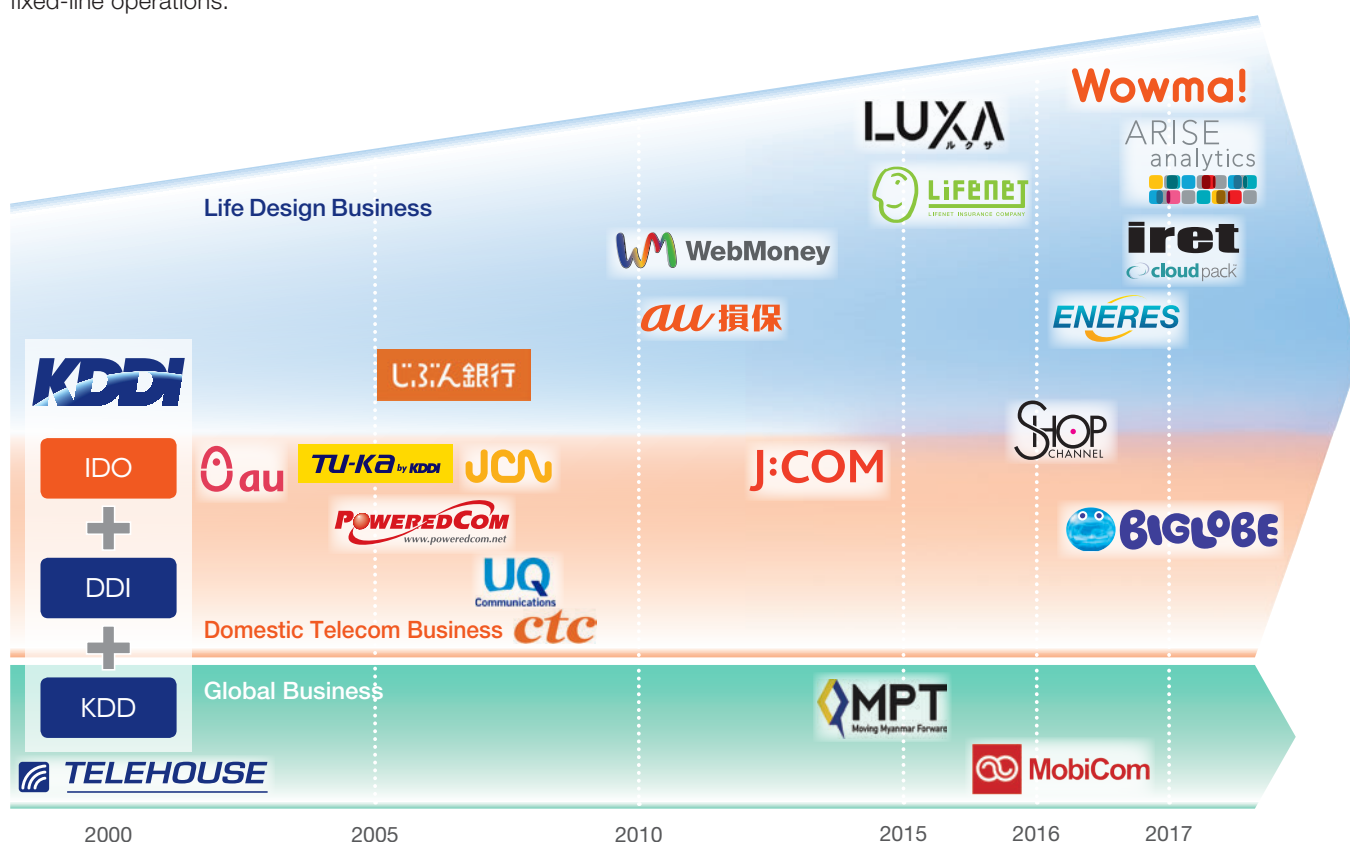 fixed-line operations.
Wowma!
LUXA
ルクサ
ARISE
analytics
LIFENET
LIFENET INSURANCE COMPANY
Life Design Business
iret
cloudpack
WebMoney
au 損保
ENERES
KDDI
じぶん銀行
SHOP
CHANNEL
IDO
au
TU-KA by KDDI
JCN
J:COM
POWEREDCOM
www.poweredcom.net
BIGLOBE
DDI
UQ
Communications
Domestic Telecom Business
ctc
Global Business
KDD
MPT
Moving Myanmar Forward
TELEHOUSE
MobiCom
2000
2005
2010
2015
2016
2017